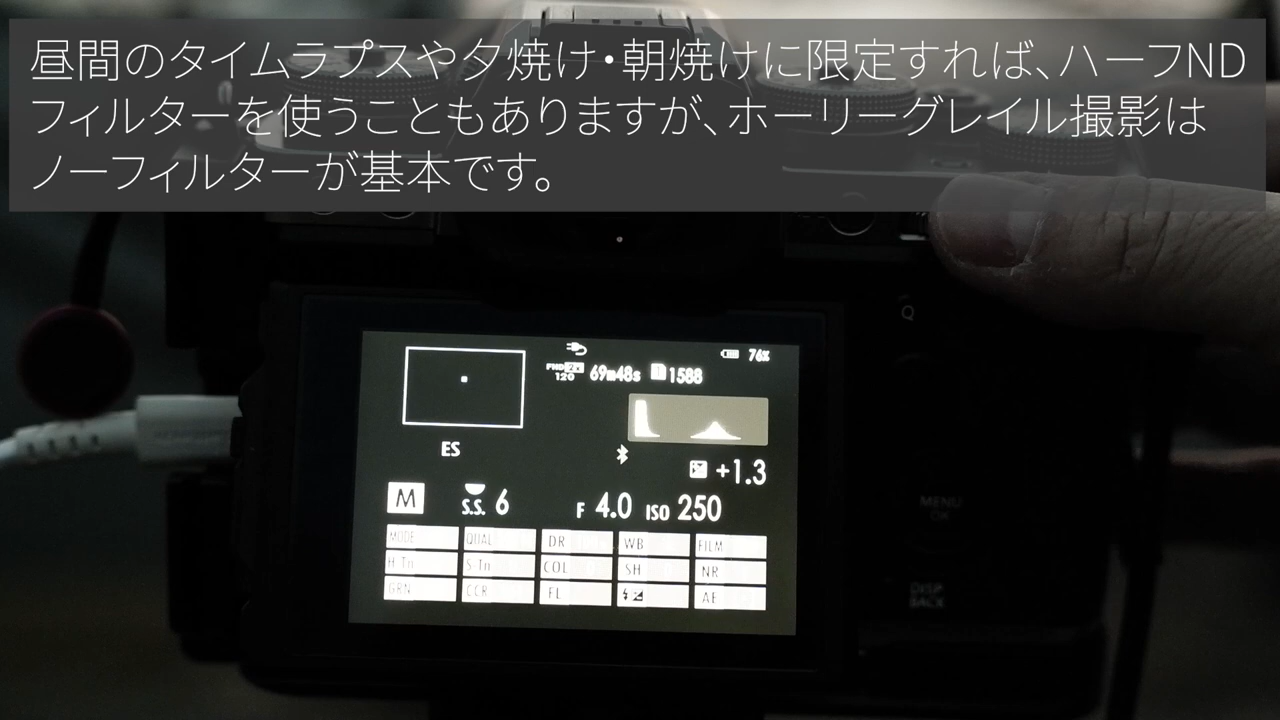 昼間のタイムラプスや夕焼け・朝焼けに限定すれば、ハーフND
フィルターを使うこともありますが、ホーリーグレイル撮影は
ノーフィルターが基本です。
Q
76%
120 69m48s 1588
ES
+1.3
M S.S. 6 F 4.0 ISO 250
MENU
OK
MODE QUAL DR WB FILM
H Tn S Tn COL SH NR
GRN CCR FL AF
DISP
BACK